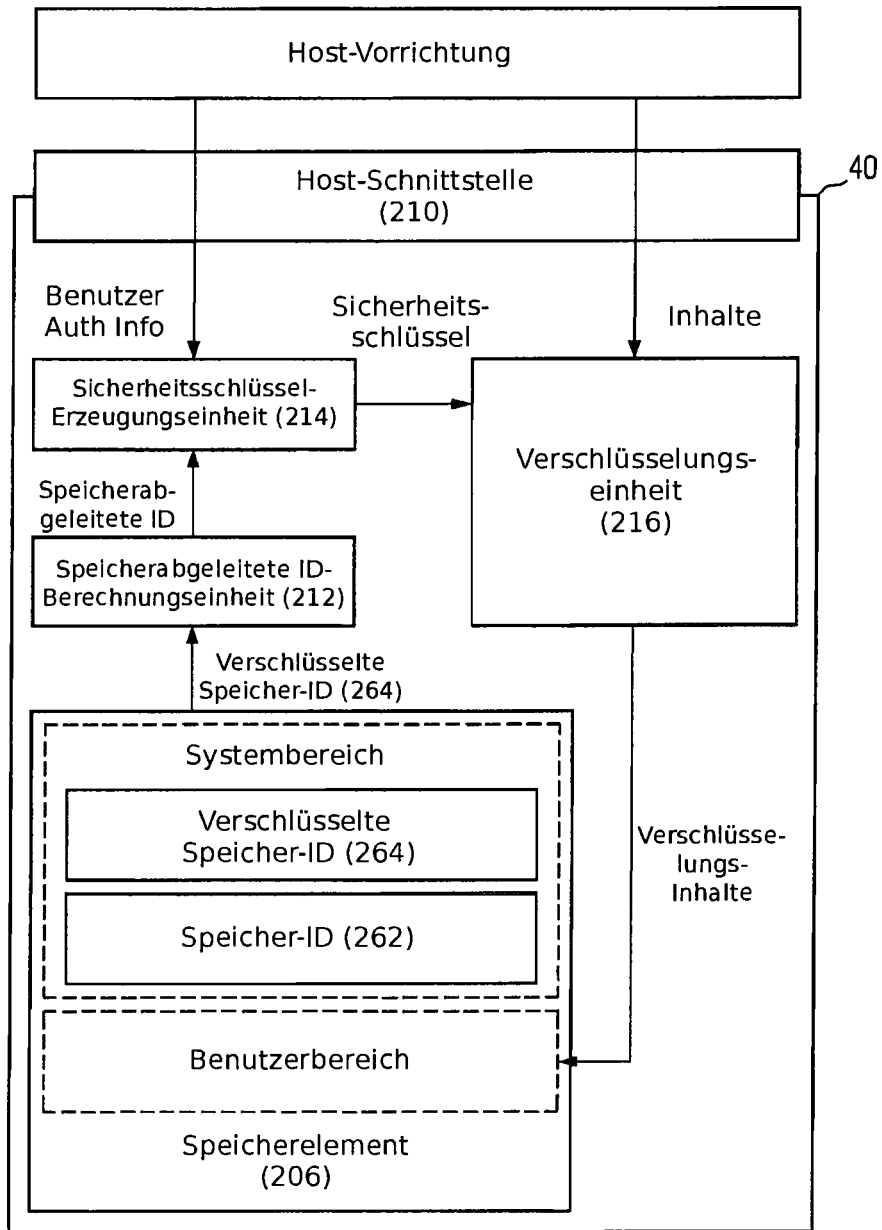 Host-Vorrichtung
Host-Schnittstelle
(210)
40
Benutzer
Auth Info
Sicherheits-
schlüssel
Inhalte
Sicherheitsschlüssel-
Erzeugungseinheit (214)
Verschlüsselungs-
einheit
(216)
Speicherab-
geleitete ID
Speicherabgeleitete ID-
Berechnungseinheit (212)
Verschlüsselte
Speicher-ID (264)
Systembereich
Verschlüsselte
Speicher-ID (264)
Speicher-ID (262)
Verschlüsse-
lungs-
Inhalte
Benutzerbereich
Speicherelement
(206)